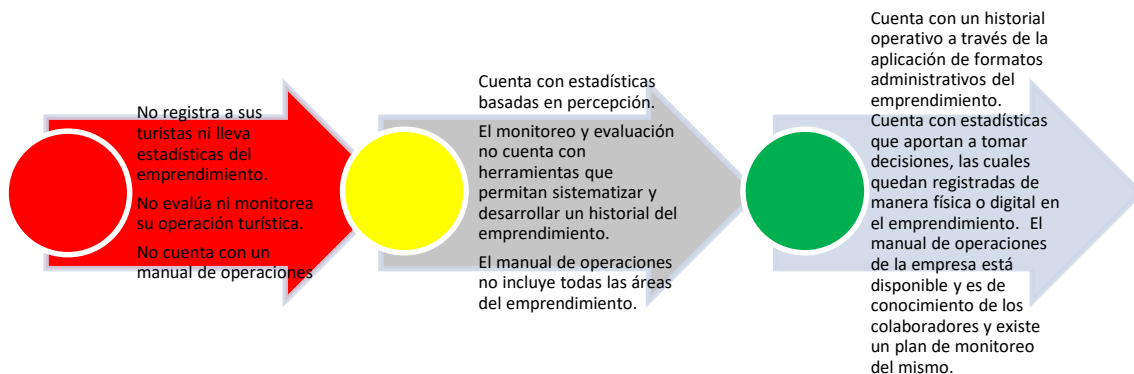 No registra a sus
turistas ni lleva
estadísticas del
emprendimiento.
No evalúa ni monitorea
su operación turística.
No cuenta con un
manual de operaciones
Cuenta con estadísticas
basadas en percepción.
El monitoreo y evaluación
no cuenta con
herramientas que
permitan sistematizar y
desarrollar un historial del
emprendimiento.
El manual de operaciones
no incluye todas las áreas
del emprendimiento.
Cuenta con un historial
operativo a través de la
aplicación de formatos
administrativos del
emprendimiento.
Cuenta con estadísticas
que aportan a tomar
decisiones, las cuales
quedan registradas de
manera física o digital en
el emprendimiento.  El
manual de operaciones
de la empresa está
disponible y es de
conocimiento de los
colaboradores y existe
un plan de monitoreo
del mismo.